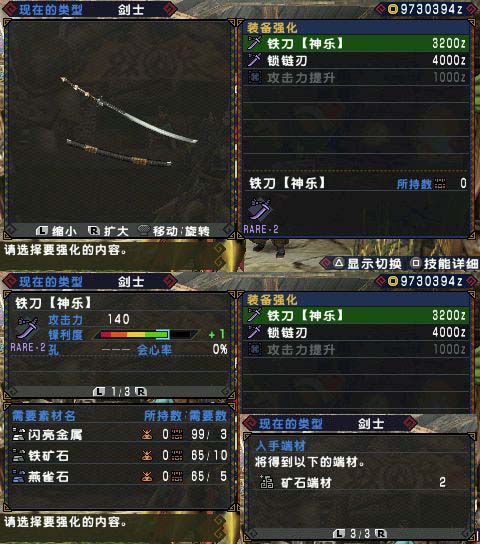 现在的类型 剑士
9730394z
装备强化
铁刀【神乐】 3200z
锁链刃 4000z
攻击力提升 1000z
铁刀【神乐】 所持数 0
RARE-2
L 缩小 R 扩大 移动/旋转
请选择要强化的内容。
△显示切换 □技能详细
现在的类型 剑士
9730394z
铁刀【神乐】
攻击力 140
锋利度 +1
RARE-2
孔 --- 会心率 0%
L 1/3 R
装备强化
铁刀【神乐】 3200z
锁链刃 4000z
攻击力提升 1000z
需要素材名 所持数 需要数
闪亮金属 0 99/ 3
铁矿石 0 65/10
燕雀石 0 65/ 5
请选择要强化的内容。
现在的类型 剑士
入手端材
将得到以下的端材。
矿石端材 2
L 3/3 R